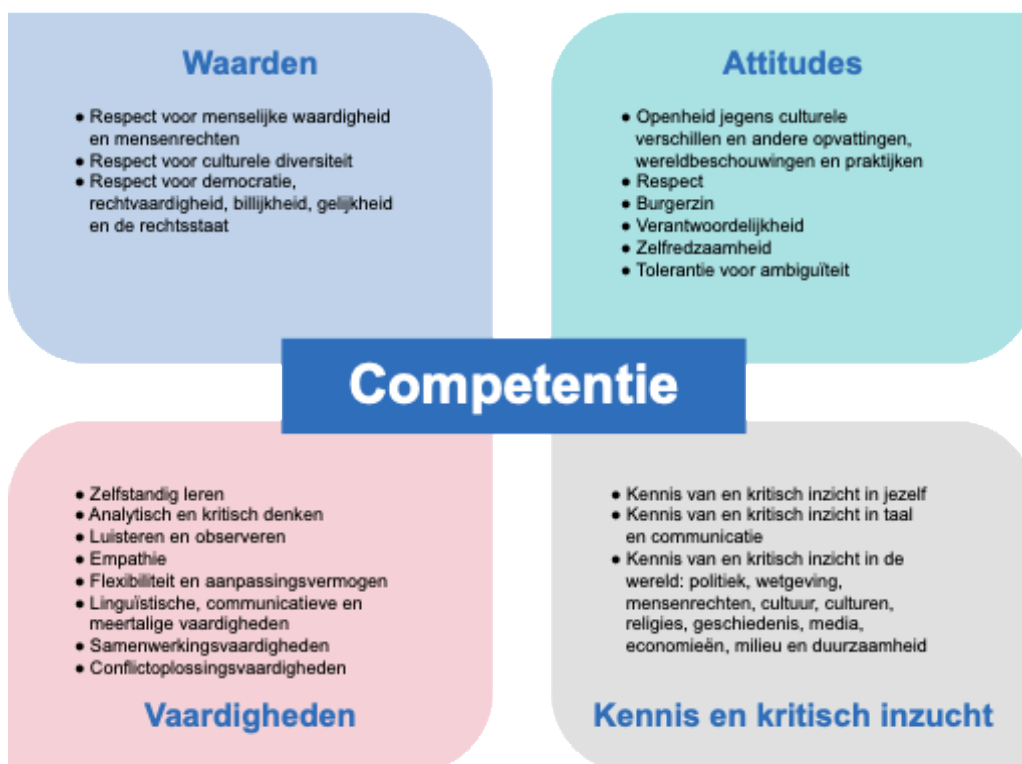 Waarden
● Respect voor menselijke waardigheid
en mensenrechten
● Respect voor culturele diversiteit
● Respect voor democratie,
rechtvaardigheid, billijkheid, gelijkheid
en de rechtsstaat
Attitudes
● Openheid jegens culturele
verschillen en andere opvattingen,
wereldbeschouwingen en praktijken
● Respect
● Burgerzin
● Verantwoordelijkheid
● Zelfredzaamheid
● Tolerantie voor ambiguïteit
Competentie
● Zelfstandig leren
● Analytisch en kritisch denken
● Luisteren en observeren
● Empathie
● Flexibiliteit en aanpassingsvermogen
● Linguïstische, communicatieve en
meertalige vaardigheden
● Samenwerkingsvaardigheden
● Conflictoplossingsvaardigheden
Vaardigheden
● Kennis van en kritisch inzicht in jezelf
● Kennis van en kritisch inzicht in taal
en communicatie
● Kennis van en kritisch inzicht in de
wereld: politiek, wetgeving,
mensenrechten, cultuur, culturen,
religies, geschiedenis, media,
economieën, milieu en duurzaamheid
Kennis en kritisch inzucht